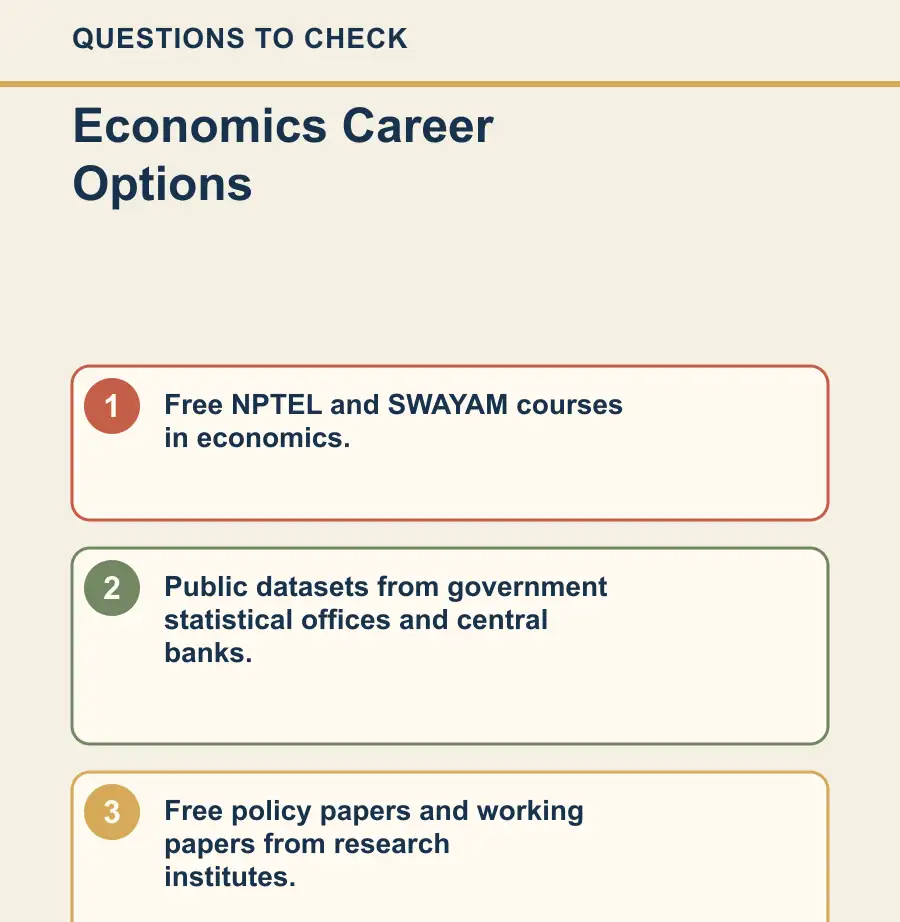 QUESTIONS TO CHECK
Economics Career
Options
1
Free NPTEL and SWAYAM courses
in economics.
2
Public datasets from government
statistical offices and central
banks.
3
Free policy papers and working
papers from research
institutes.